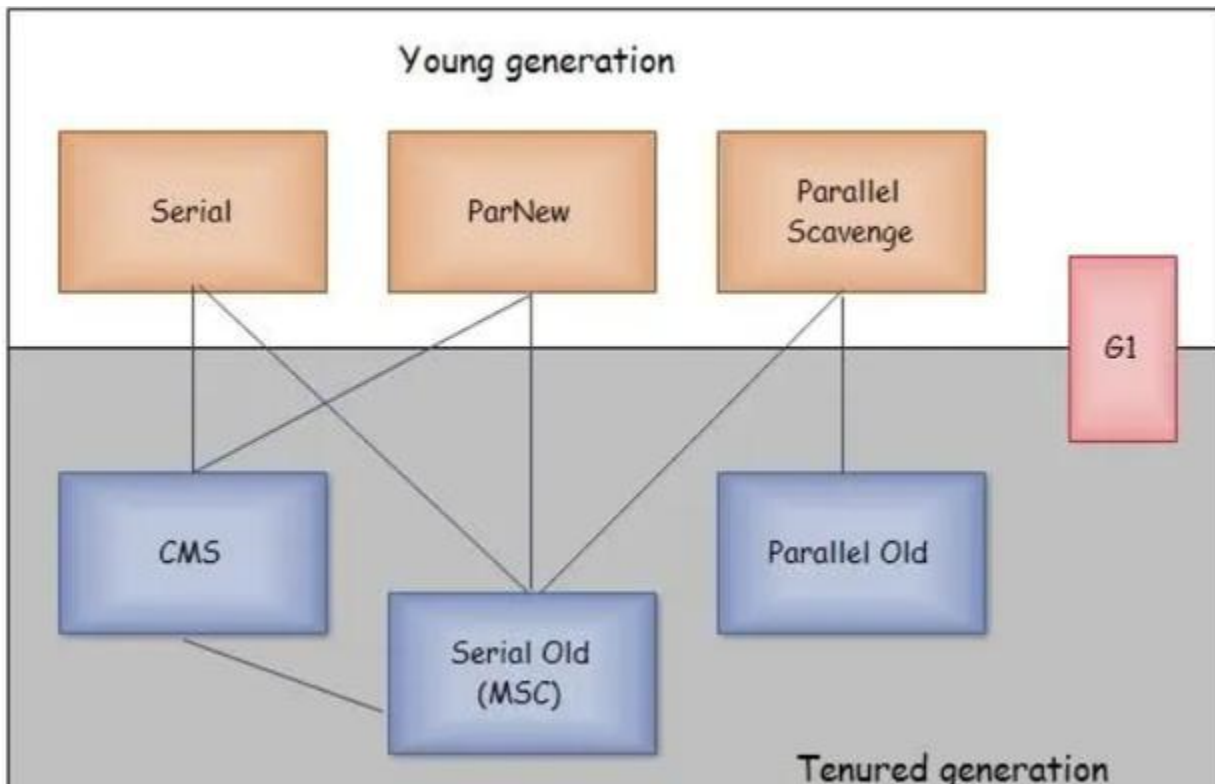 Young generation
Serial
ParNew
Parallel
Scavenge
G1
CMS
Parallel Old
Serial Old
(MSC)
Tenured generation